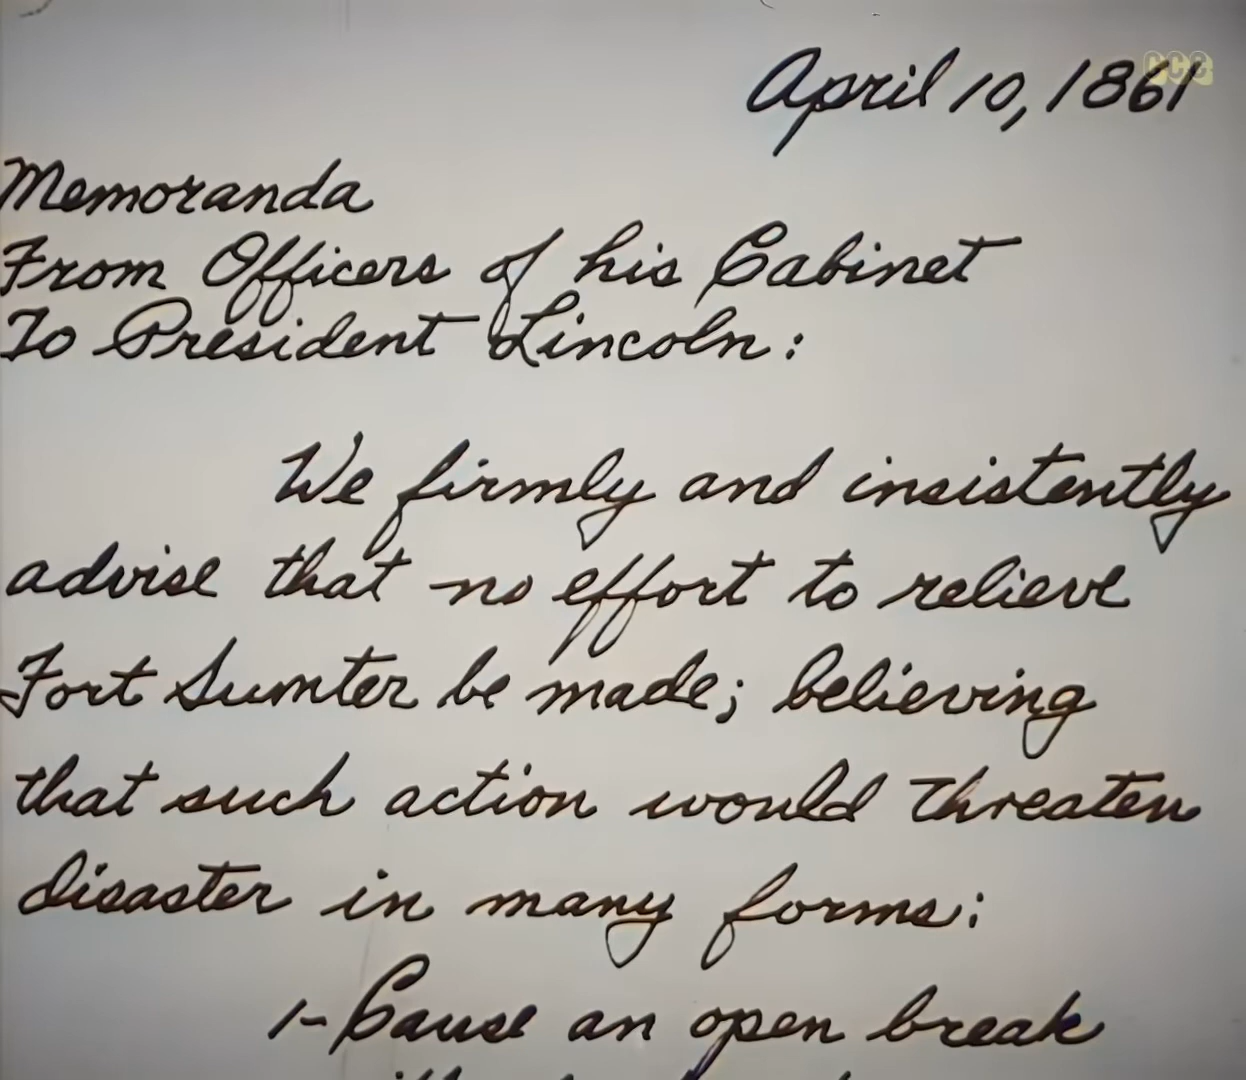 April 10, 1861
Memoranda
From Officers of his Cabinet
To President Lincoln:
We firmly and insistently
advise that no effort to relieve
Fort Sumter be made; believing
that such action would threaten
disaster in many forms:
1- Cause an open break